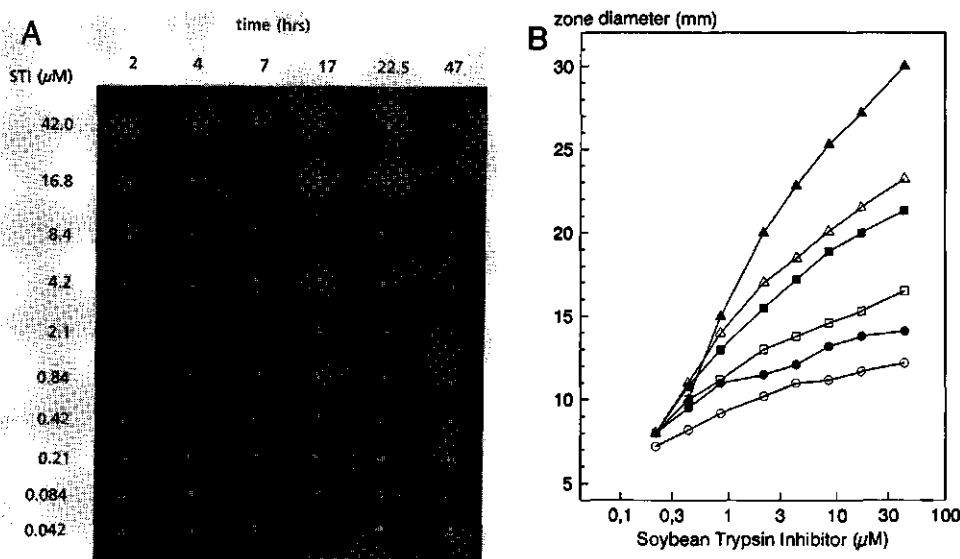 A
time (hrs)
STI (μM)
2 4 7 17 22.5 47
42.0
16.8
8.4
4.2
2.1
0.84
0.42
0.21
0.084
0.042
B
zone diameter (mm)
30
25
20
15
10
5
0,1 0,3 1 3 10 30 100
Soybean Trypsin Inhibitor (μM)